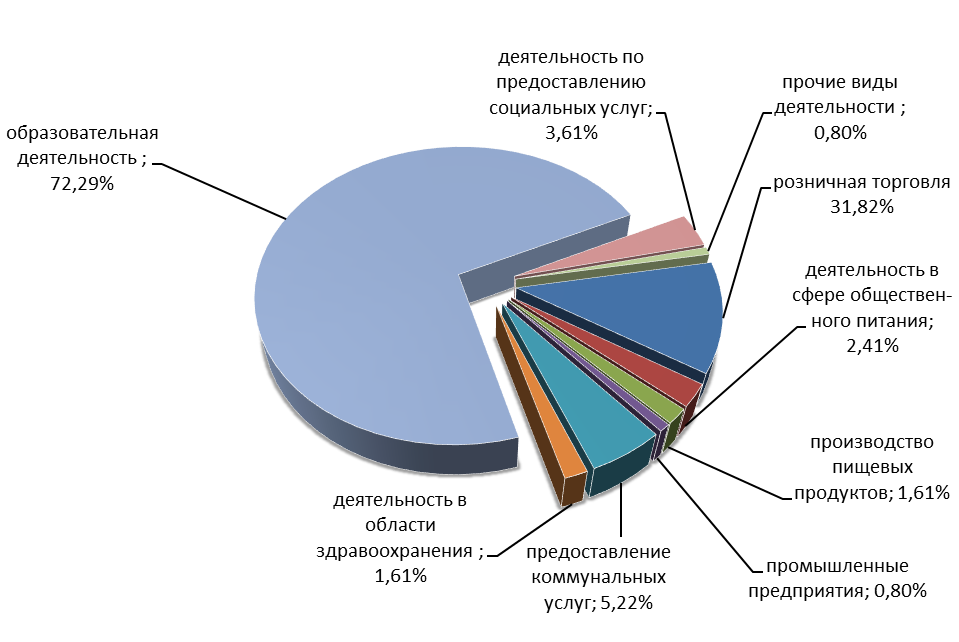 деятельность по
предоставлению
социальных услуг;
3,61%
прочие виды
деятельности ;
0,80%
образовательная
деятельность ;
72,29%
розничная торговля
31,82%
деятельность в
сфере общественн-
ного питания;
2,41%
производство
пищевых
продуктов; 1,61%
деятельность в
области
здравоохранения ;
1,61%
предоставление
коммунальных
услуг; 5,22%
промышленные
предприятия; 0,80%